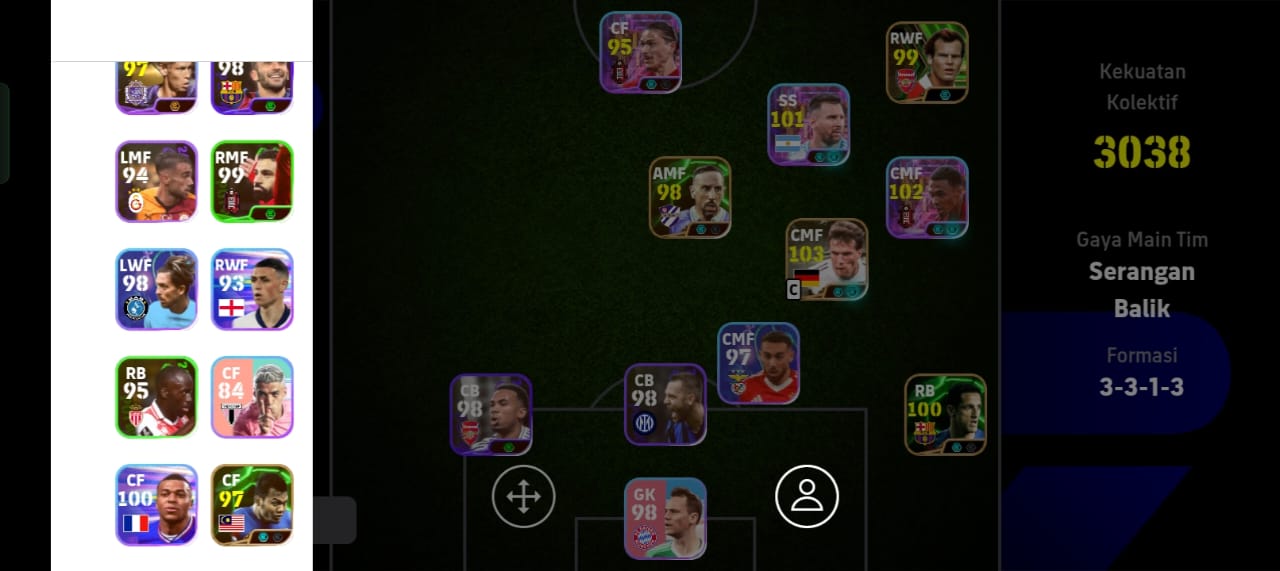 97
98
LMF
94
RMF
99
LWF
98
RWF
93
RB
95
CF
84
CF
100
CF
97
CF
95
RWF
99
SS
101
AMF
98
CMF
102
CMF
103
C
CMF
97
CB
98
CB
98
RB
100
GK
98
Kekuatan
Kolektif
3038
Gaya Main Tim
Serangan
Balik
Formasi
3-3-1-3